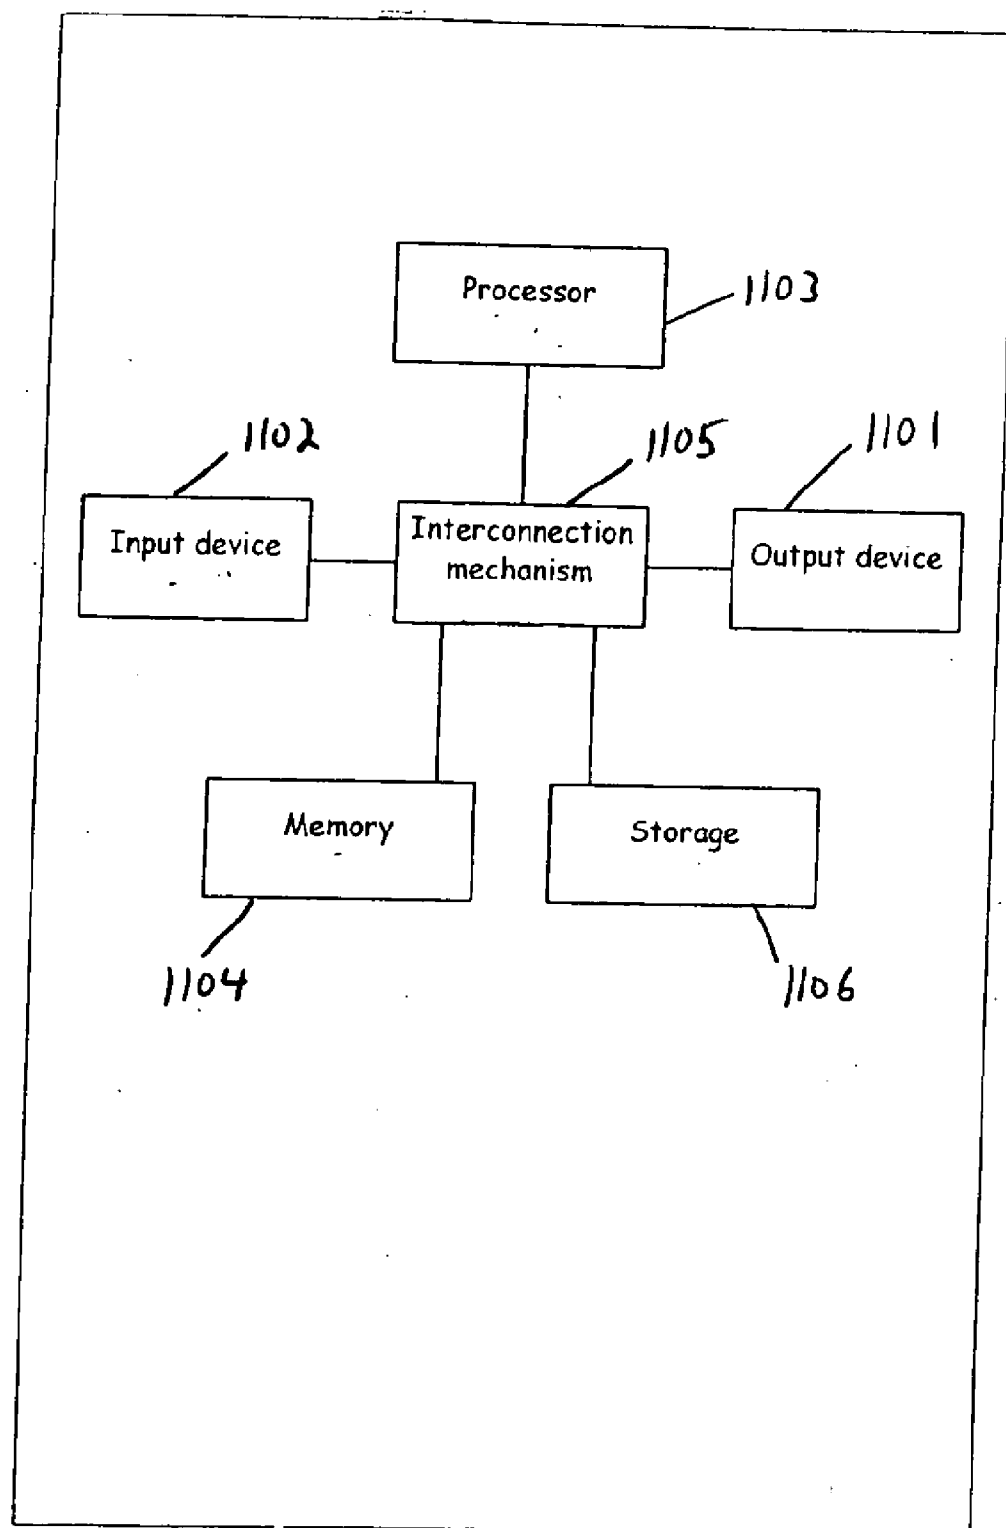 Processor
1103
1102
1105
1101
Input device
Interconnection
mechanism
Output device
Memory
Storage
1104
1106